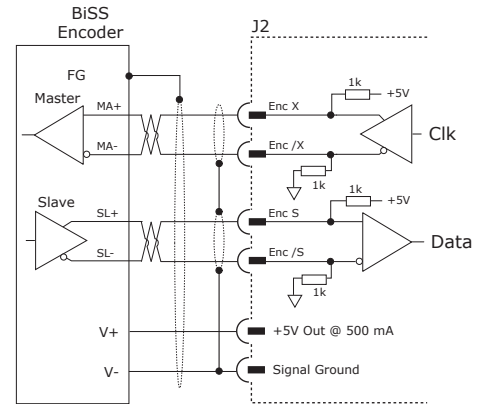 BiSS
Encoder
J2
FG
1k
+5V
Master
MA+
Enc X
Clk
MA-
Enc /X
1k
Slave
1k
+5V
SL+
Enc S
Data
SL-
Enc /S
1k
V+
+5V Out @ 500 mA
V-
Signal Ground